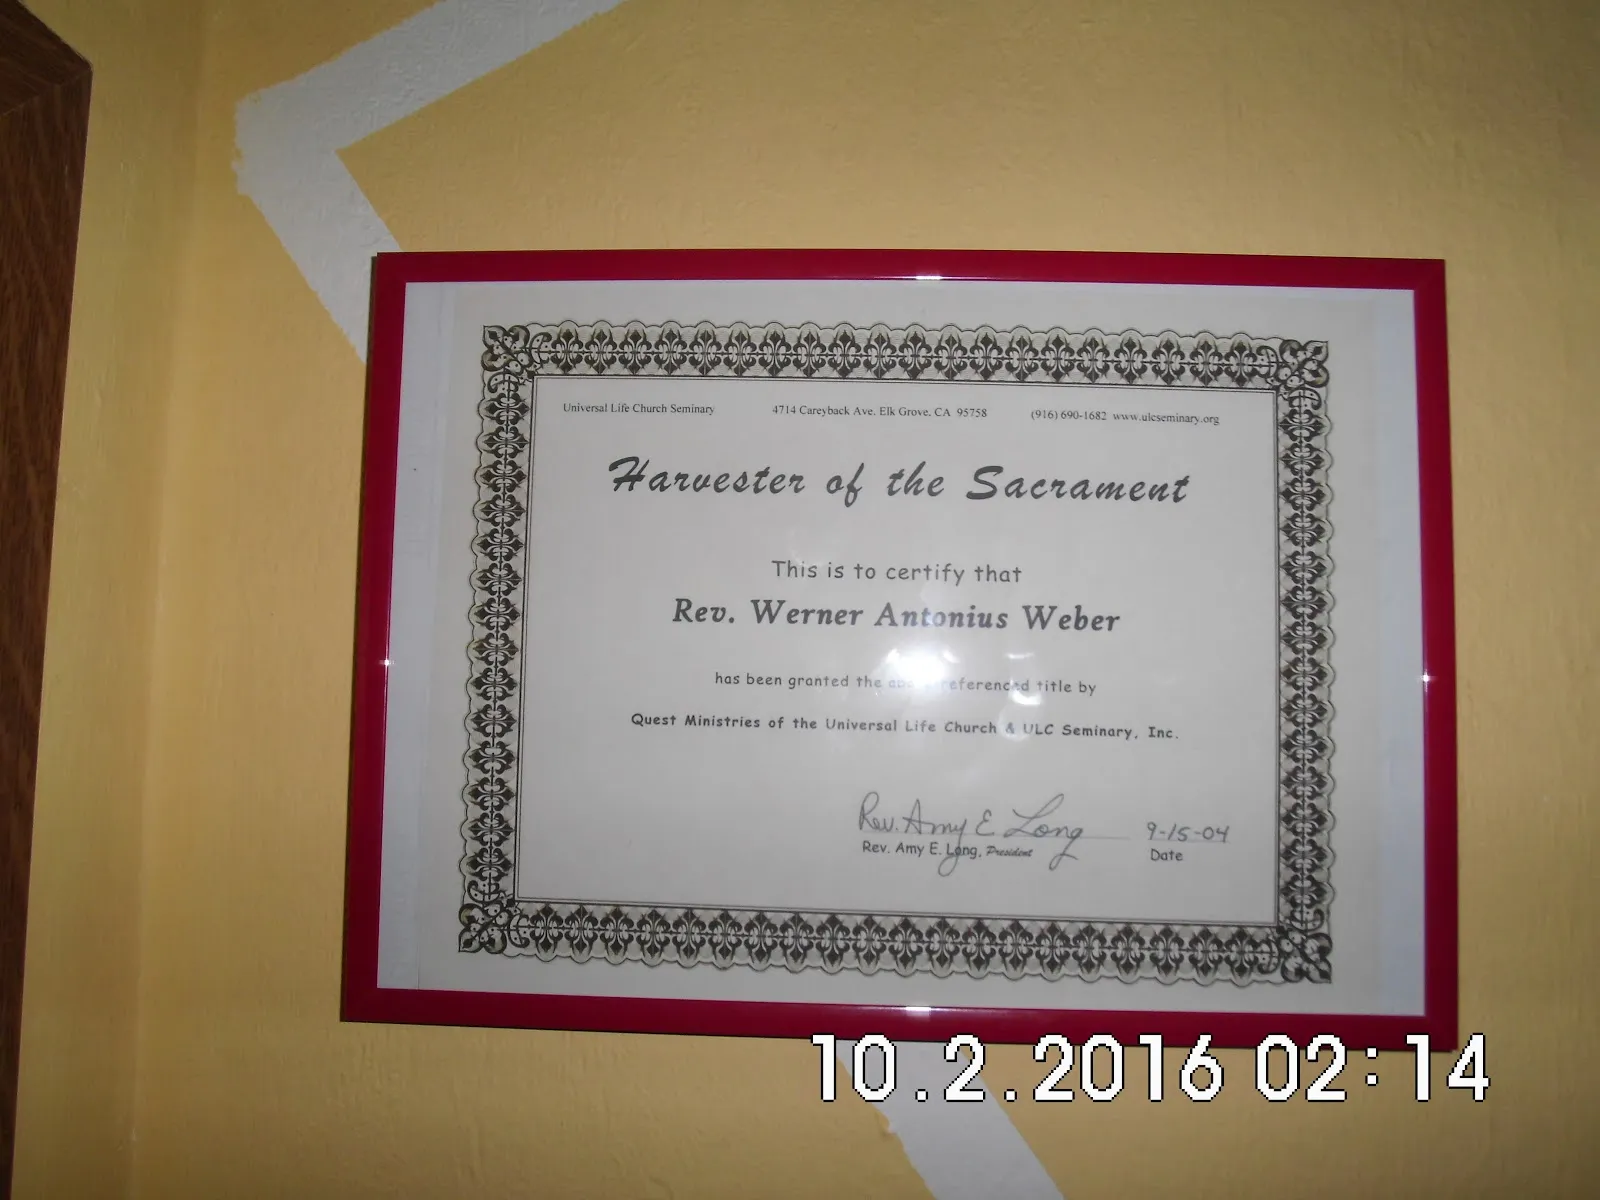 Universal Life Church Seminary 4714 Careyback Ave. Elk Grove, CA 95758 (916) 690-1682 www.ulcseminary.org
Harvester of the Sacrament
This is to certify that
Rev. Werner Antonius Weber
has been granted the referenced title by
Quest Ministries of the Universal Life Church & ULC Seminary, Inc.
Rev. Amy E. Long 9-15-04
Rev. Amy E. Long, President Date
10.2.2016 02:14